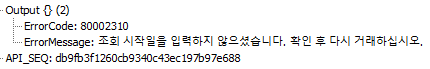 Output {} (2)
ErrorCode: 80002310
ErrorMessage: 조회 시작일을 입력하지 않으셨습니다. 확인 후 다시 거래하십시오.
API_SEQ: db9fb3f1260cb9340c43ec197b97e688